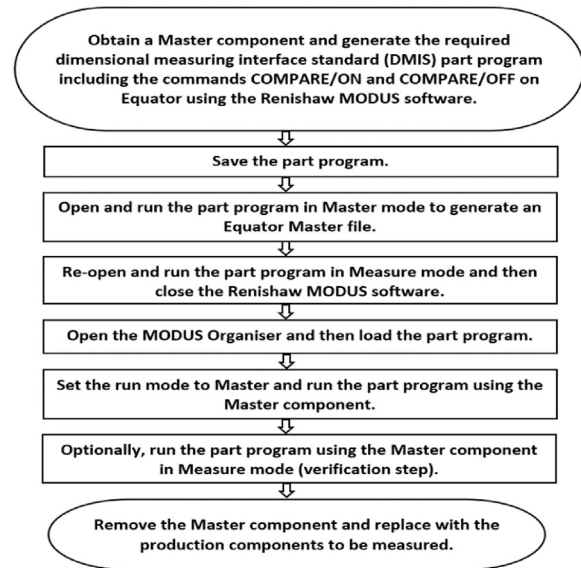 Obtain a Master component and generate the required
dimensional measuring interface standard (DMIS) part program
including the commands COMPARE/ON and COMPARE/OFF on
Equator using the Renishaw MODUS software.
Save the part program.
Open and run the part program in Master mode to generate an
Equator Master file.
Re-open and run the part program in Measure mode and then
close the Renishaw MODUS software.
Open the MODUS Organiser and then load the part program.
Set the run mode to Master and run the part program using the
Master component.
Optionally, run the part program using the Master component
in Measure mode (verification step).
Remove the Master component and replace with the
production components to be measured.